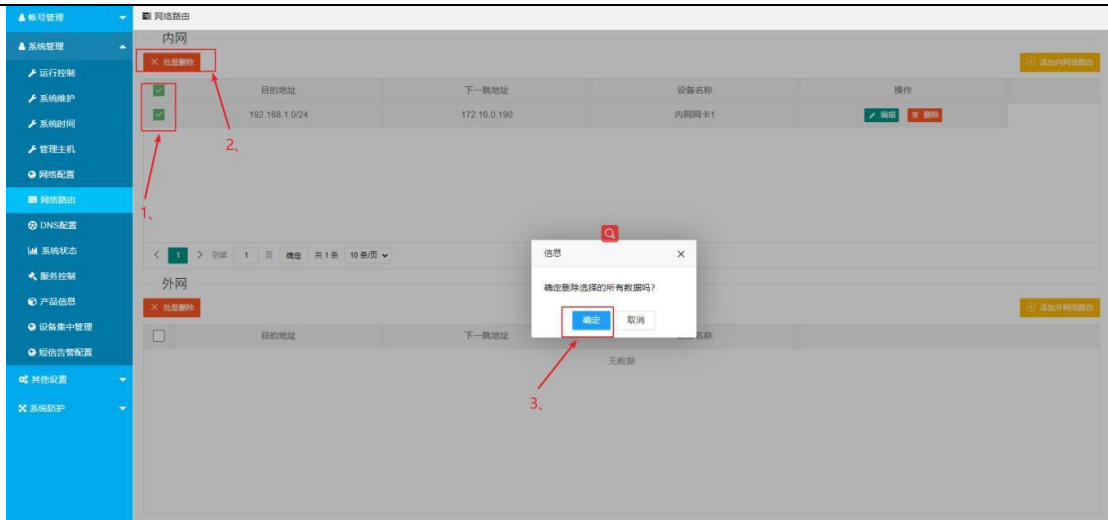 帐号管理
网络路由
系统管理
内网
批量删除
添加内网络路由
运行控制
目的地址 下一跳地址 设备名称 操作
系统维护
192.168.1.0/24 172.16.0.190 内网网卡1 编辑 删除
系统时间
2、
管理主机
网络配置
网络路由
1、
DNS配置
系统状态
< 1 > 到第 1 页 确定 共1条 10条/页
信息
服务控制
外网
确定删除选择的所有数据吗?
产品信息
批量删除
添加外网络路由
确定 取消
设备集中管理
目的地址 下一跳地址 设备名称
短信告警配置
无数据
其他设置
3、
系统防护